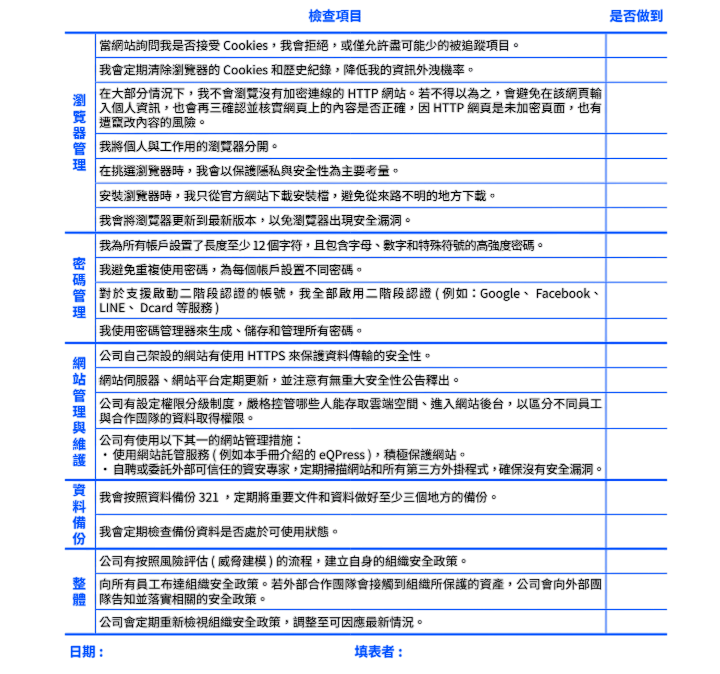 檢查項目 是否做到
瀏覽器管理
當網站詢問我是否接受 Cookies，我會拒絕，或僅允許盡可能少的被追蹤項目。
我會定期清除瀏覽器的 Cookies 和歷史紀錄，降低我的資訊外洩機率。
在大部分情況下，我不會瀏覽沒有加密連線的 HTTP 網站。若不得以為之，會避免在該網頁輸
入個人資訊，也會再三確認並核實網頁上的內容是否正確，因 HTTP 網頁是未加密頁面，也有
遭竄改內容的風險。
我將個人與工作用的瀏覽器分開。
在挑選瀏覽器時，我會以保護隱私與安全性為主要考量。
安裝瀏覽器時，我只從官方網站下載安裝檔，避免從來路不明的地方下載。
我會將瀏覽器更新到最新版本，以免瀏覽器出現安全漏洞。
密碼管理
我為所有帳戶設置了長度至少 12 個字符，且包含字母、數字和特殊符號的高強度密碼。
我避免重複使用密碼，為每個帳戶設置不同密碼。
對於支援啟動二階段認證的帳號，我全部啟用二階段認證 ( 例如：Google、 Facebook、
LINE、 Dcard 等服務 )
我使用密碼管理器來生成、儲存和管理所有密碼。
網站管理與維護
公司自己架設的網站有使用 HTTPS 來保護資料傳輸的安全性。
網站伺服器、網站平台定期更新，並注意有無重大安全性公告釋出。
公司有設定權限分級制度，嚴格控管哪些人能存取雲端空間、進入網站後台，以區分不同員工
與合作團隊的資料取得權限。
公司有使用以下其一的網站管理措施：
・使用網站託管服務 ( 例如本手冊介紹的 eQPress )，積極保護網站。
・自聘或委託外部可信任的資安專家，定期掃描網站和所有第三方外掛程式，確保沒有安全漏洞。
資料備份
我會按照資料備份 321 ，定期將重要文件和資料做好至少三個地方的備份。
我會定期檢查備份資料是否處於可使用狀態。
整體
公司有按照風險評估 ( 威脅建模 ) 的流程，建立自身的組織安全政策。
向所有員工布達組織安全政策。若外部合作團隊會接觸到組織所保護的資產，公司會向外部團
隊告知並落實相關的安全政策。
公司會定期重新檢視組織安全政策，調整至可因應最新情況。
日期： 填表者：